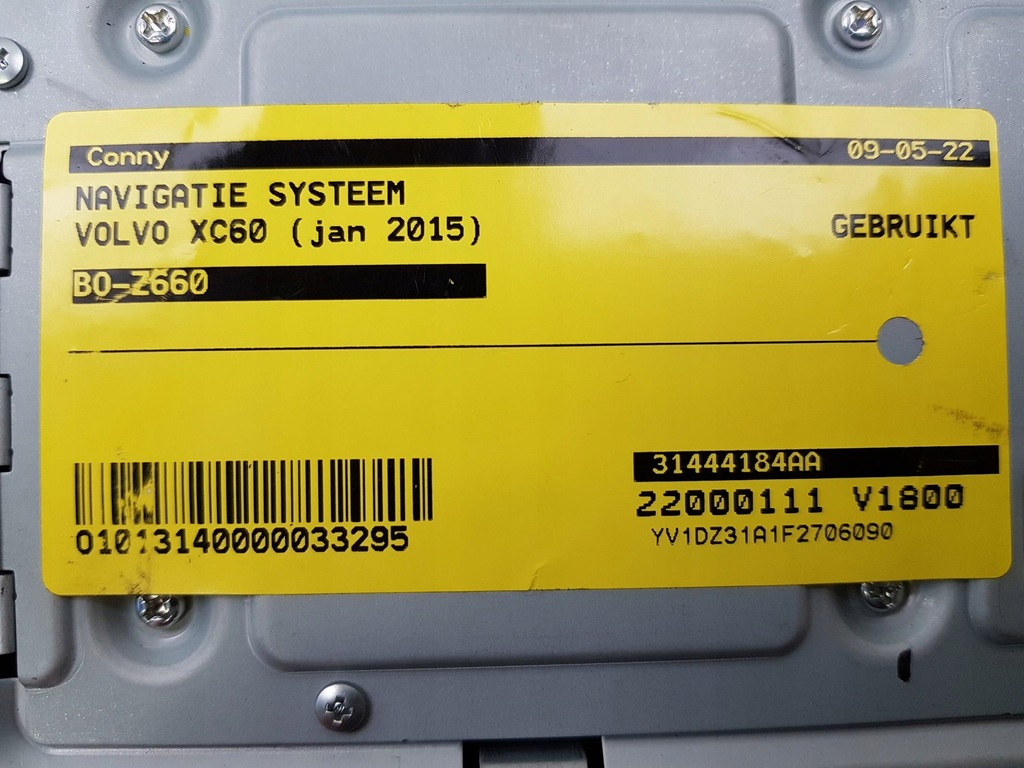 Conny 09-05-22
NAVIGATIE SYSTEEM
VOLVO XC60 (jan 2015) GEBRUIKT
BO-Z660
31444184AA
22000111 V1800
YV1DZ31A1F2706090
01013140000033295